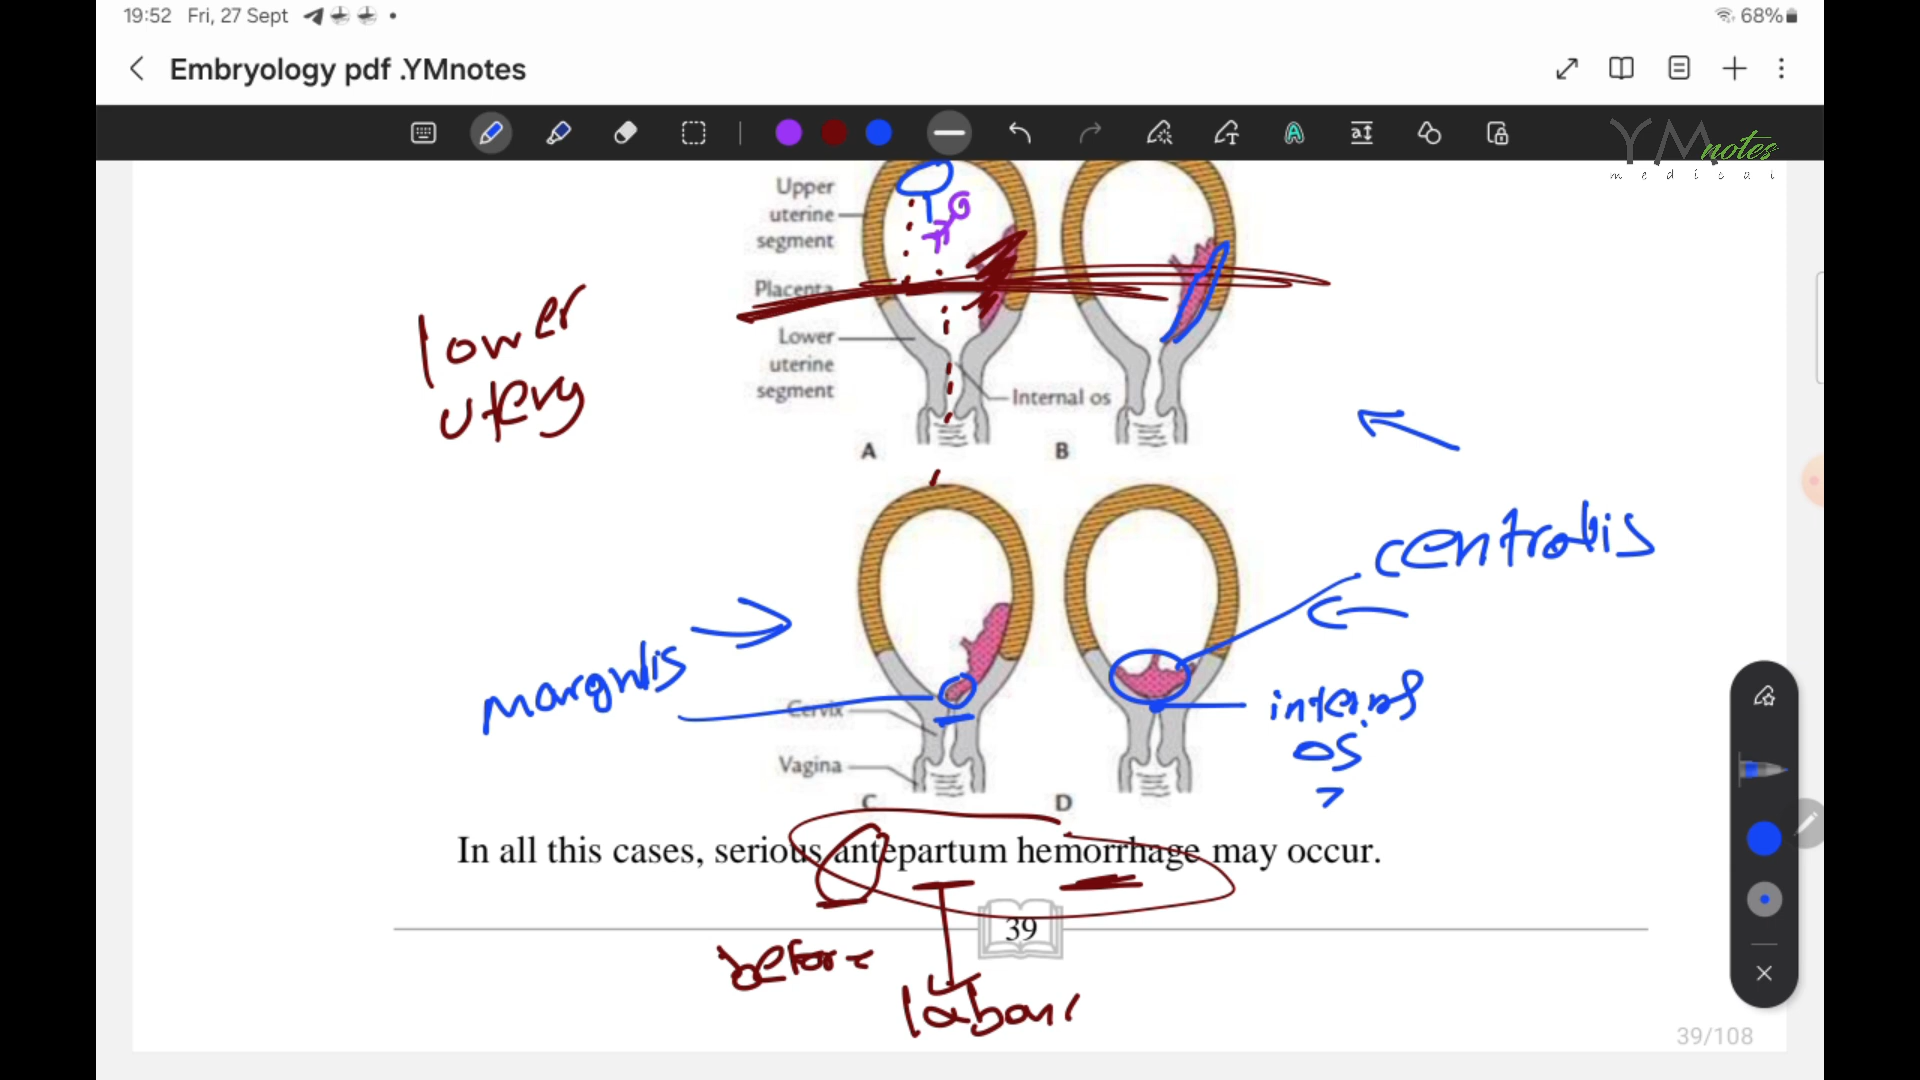 19:52 Fri, 27 Sept
68%
Embryology pdf .YMnotes
YMnotes
medical
Upper
uterine
segment
Placenta
Lower
uterine
segment
Internal os
A
B
lower
centralis
Cervix
Vagina
internal
os
C
D
In all this cases, serious antepartum hemorrhage may occur.
39
before
labour
39/108